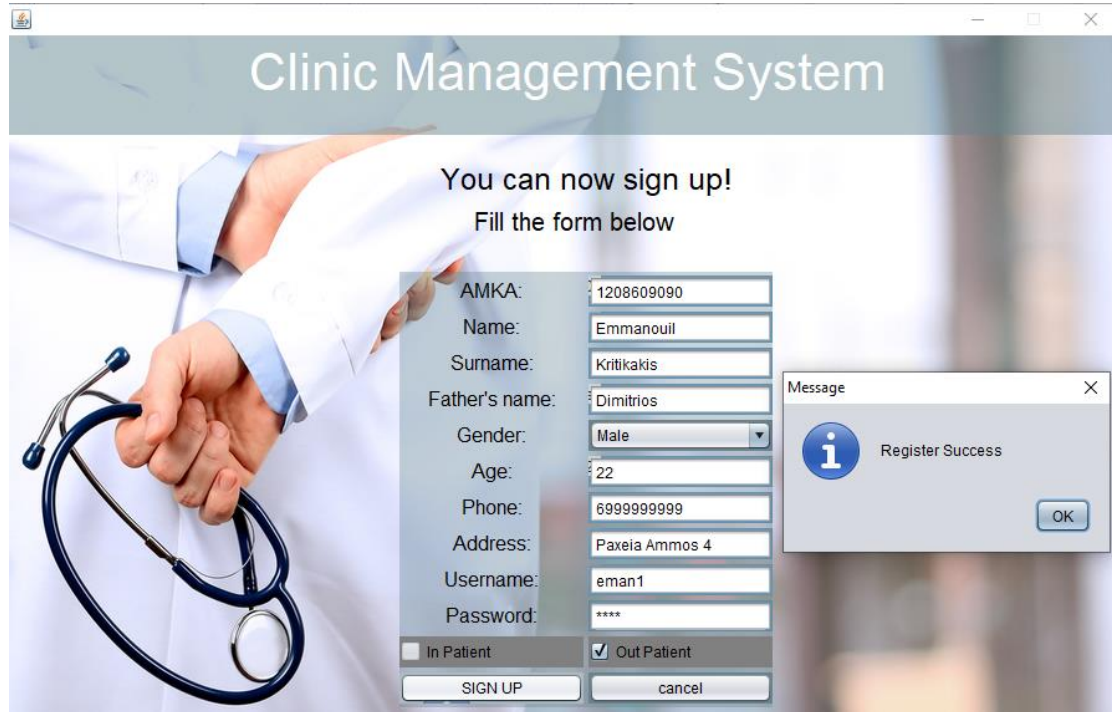 Clinic Management System
You can now sign up!
Fill the form below
AMKA: 1208609090
Name: Emmanouil
Surname: Kritikakis
Father's name: Dimitrios
Gender: Male
Age: 22
Phone: 6999999999
Address: Paxeia Ammos 4
Username: eman1
Password: ****
In Patient Out Patient
SIGN UP cancel
Message
Register Success
OK